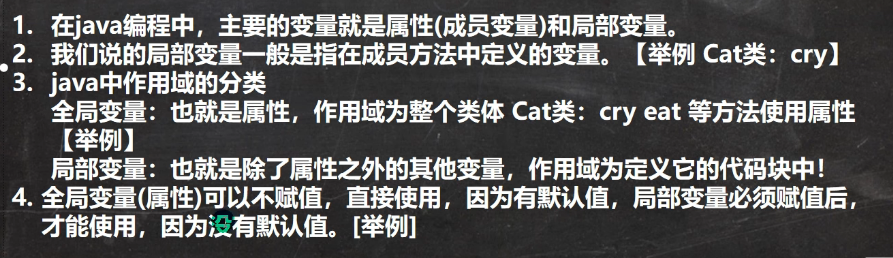 1. 在java编程中，主要的变量就是属性(成员变量)和局部变量。
2. 我们说的局部变量一般是指在成员方法中定义的变量。【举例 Cat类：cry】
3. java中作用域的分类
全局变量：也就是属性，作用域为整个类体 Cat类：cry eat 等方法使用属性
【举例】
局部变量：也就是除了属性之外的其他变量，作用域为定义它的代码块中！
4. 全局变量(属性)可以不赋值，直接使用，因为有默认值，局部变量必须赋值后，
才能使用，因为没有默认值。[举例]